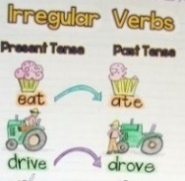 Irregular Verbs
Present Tense Past Tense
eat ate
drive drove